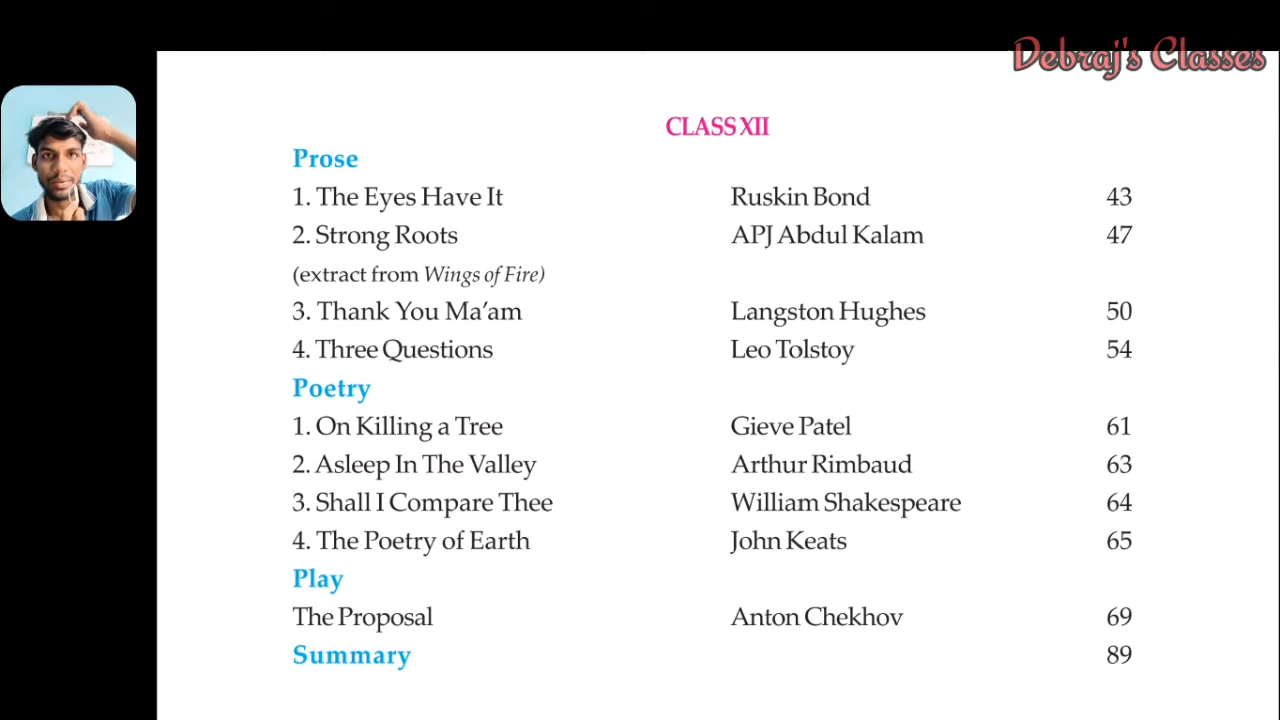 Debraj's Classes
CLASS XII
Prose
1. The Eyes Have It Ruskin Bond 43
2. Strong Roots APJ Abdul Kalam 47
(extract from Wings of Fire)
3. Thank You Ma’am Langston Hughes 50
4. Three Questions Leo Tolstoy 54
Poetry
1. On Killing a Tree Gieve Patel 61
2. Asleep In The Valley Arthur Rimbaud 63
3. Shall I Compare Thee William Shakespeare 64
4. The Poetry of Earth John Keats 65
Play
The Proposal Anton Chekhov 69
Summary 89